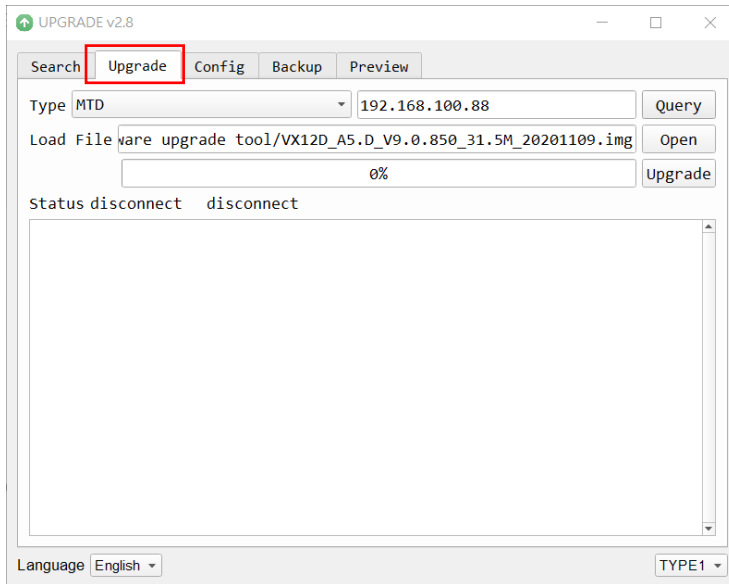 UPGRADE v2.8
Search Upgrade Config Backup Preview
Type MTD 192.168.100.88 Query
Load File ware upgrade tool/VX12D_A5.D_V9.0.850_31.5M_20201109.img Open
0% Upgrade
Status disconnect disconnect
Language English TYPE1